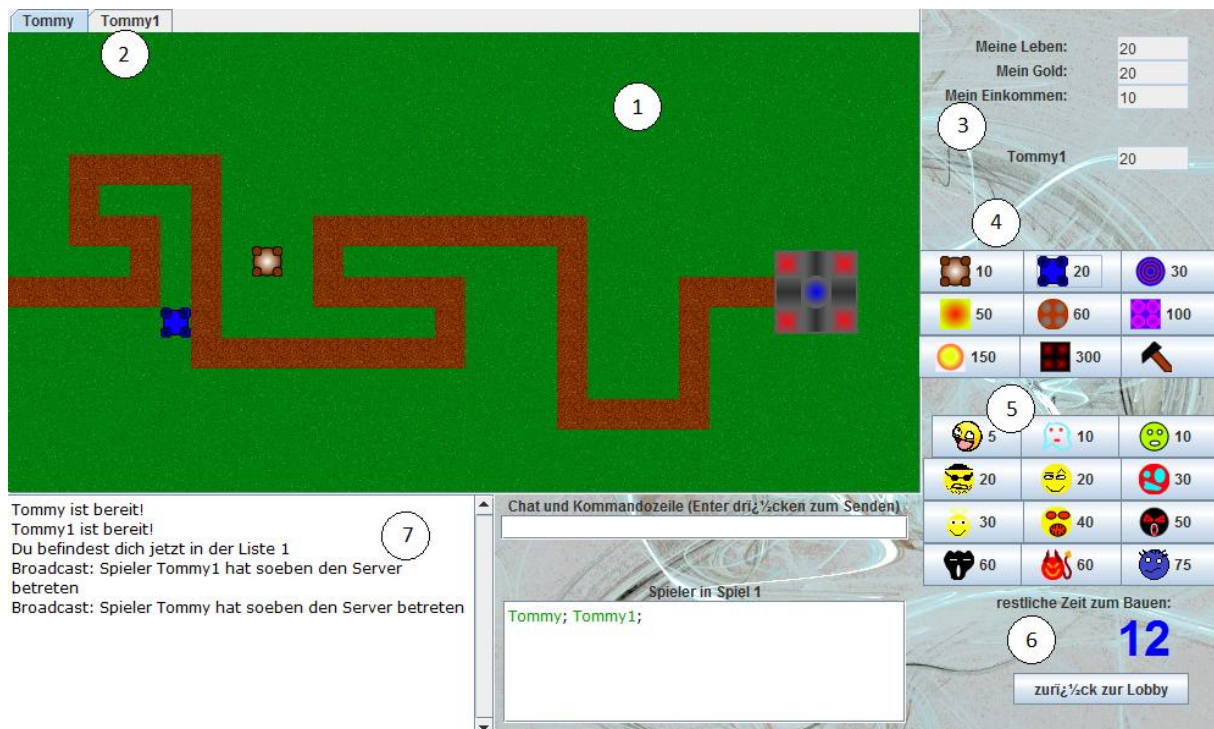 Tommy
Tommy1
2
1
Meine Leben: 20
Mein Gold: 20
Mein Einkommen: 10
3
Tommy1 20
4
10 20 30
50 60 100
150 300
5
5 10 10
20 20 30
30 40 50
60 60 75
restliche Zeit zum Bauen:
6
12
zurï¿½ck zur Lobby
Tommy ist bereit!
Tommy1 ist bereit!
Du befindest dich jetzt in der Liste 1
Broadcast: Spieler Tommy1 hat soeben den Server
betreten
Broadcast: Spieler Tommy hat soeben den Server betreten
7
Chat und Kommandozeile (Enter drï¿½cken zum Senden)
Spieler in Spiel 1
Tommy; Tommy1;